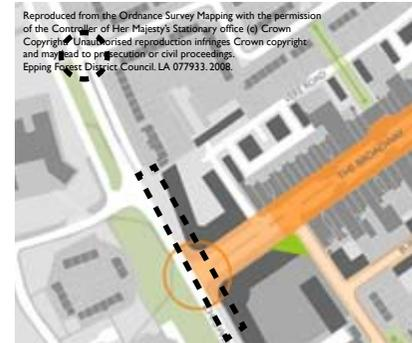 Reproduced from the Ordnance Survey Mapping with the permission
of the Controller of Her Majesty's Stationary office (c) Crown
Copyright. Unauthorised reproduction infringes Crown copyright
and may lead to prosecution or civil proceedings.
Epping Forest District Council. LA 077933. 2008.
ROAD
THE BROADWAY